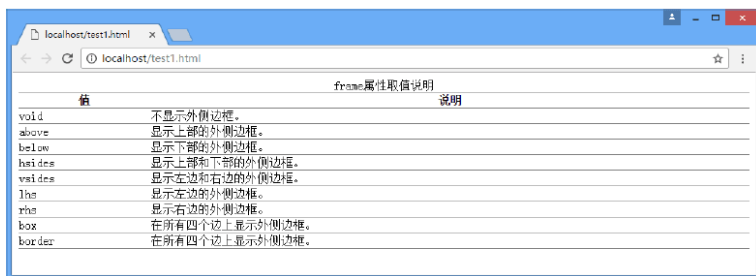 localhost/test1.html
localhost/test1.html
frame属性取值说明
值 说明
void 不显示外侧边框。
above 显示上部的外侧边框。
below 显示下部的外侧边框。
hsides 显示上部和下部的外侧边框。
vsides 显示左边和右边的外侧边框。
lhs 显示左边的外侧边框。
rhs 显示右边的外侧边框。
box 在所有四个边上显示外侧边框。
border 在所有四个边上显示外侧边框。